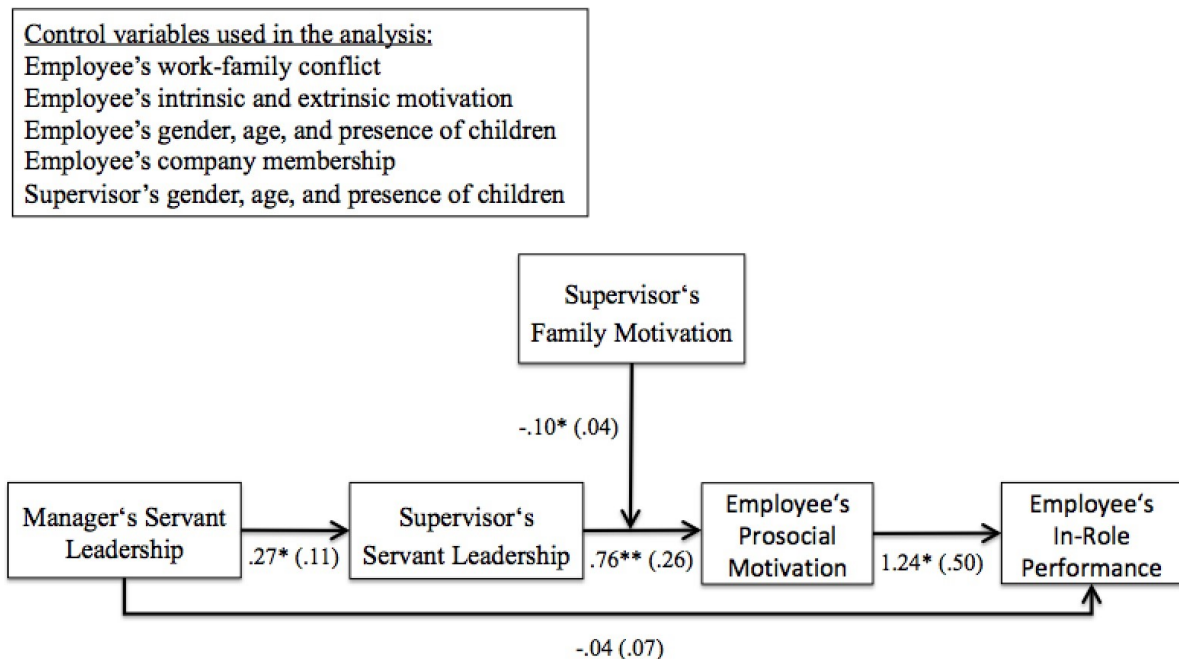 Control variables used in the analysis:
Employee's work-family conflict
Employee's intrinsic and extrinsic motivation
Employee's gender, age, and presence of children
Employee's company membership
Supervisor's gender, age, and presence of children
Supervisor‘s
Family Motivation
-.10* (.04)
Manager‘s Servant
Leadership
.27* (.11)
Supervisor‘s
Servant Leadership
.76** (.26)
Employee‘s
Prosocial
Motivation
1.24* (.50)
Employee‘s
In-Role
Performance
-.04 (.07)